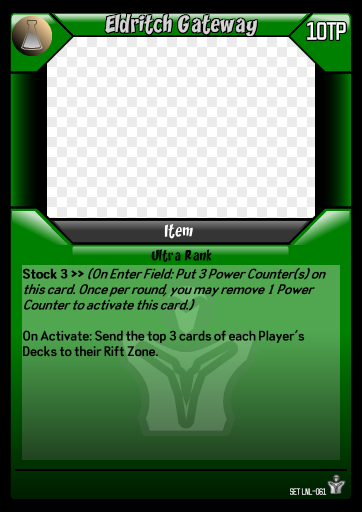 Eldritch Gateway
10TP
Item
Ultra Rank
Stock 3 >> (On Enter Field: Put 3 Power Counter(s) on
this card. Once per round, you may remove 1 Power
Counter to activate this card.)
On Activate: Send the top 3 cards of each Player's
Decks to their Rift Zone.
SET LNL-061